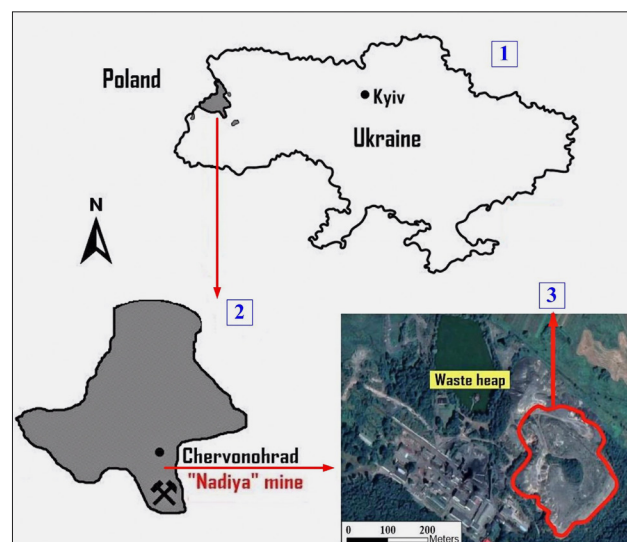 1
Poland
Kyiv
Ukraine
N
2
3
Waste heap
Chervonohrad
"Nadiya" mine
0 100 200
Meters